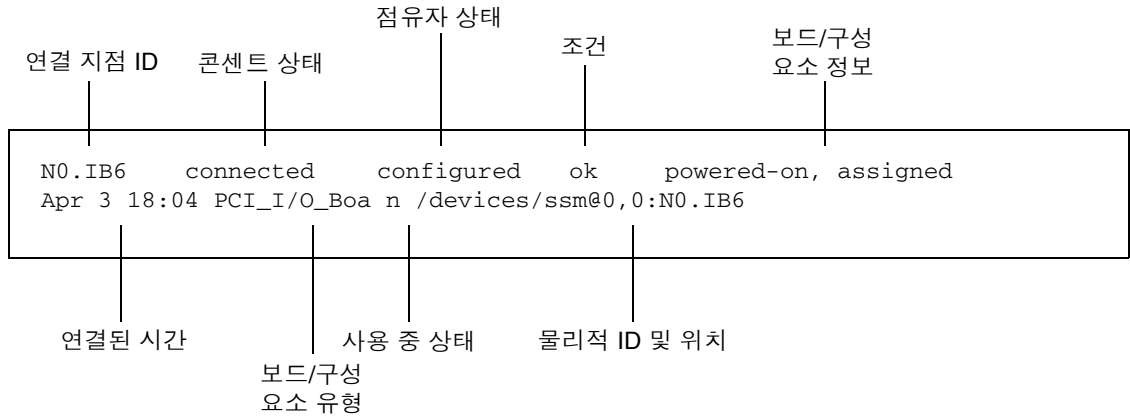 점유자 상태
연결 지점 ID
콘센트 상태
조건
보드/구성
요소 정보
N0.IB6 connected configured ok powered-on, assigned
Apr 3 18:04 PCI_I/O_Boa n /devices/ssm@0,0:N0.IB6
연결된 시간
사용 중 상태
물리적 ID 및 위치
보드/구성
요소 유형